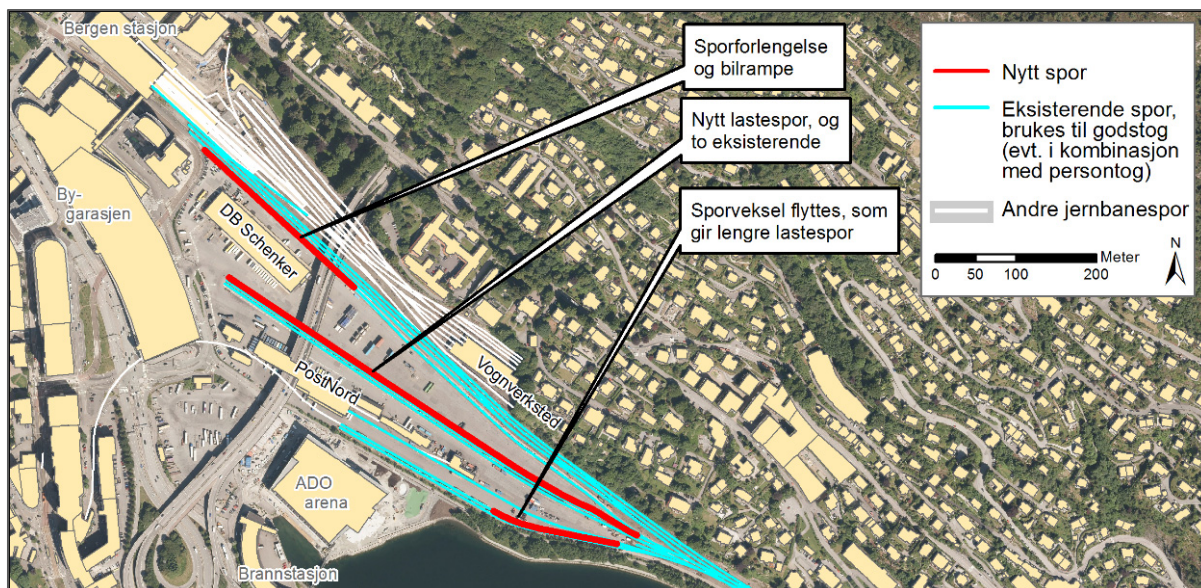 Bergen stasjon
Sporforlengelse
og bilrampe
Nytt lastespor, og
to eksisterende
Sporveksel flyttes, som
gir lengre lastespor
Nytt spor
Eksisterende spor,
brukes til godstog
(evt. i kombinasjon
med persontog)
Andre jernbanespor
Meter
0 50 100 200
N
By-
garasjen
DB Schenker
PostNord
Vognverksted
ADO
arena
Brannstasjon